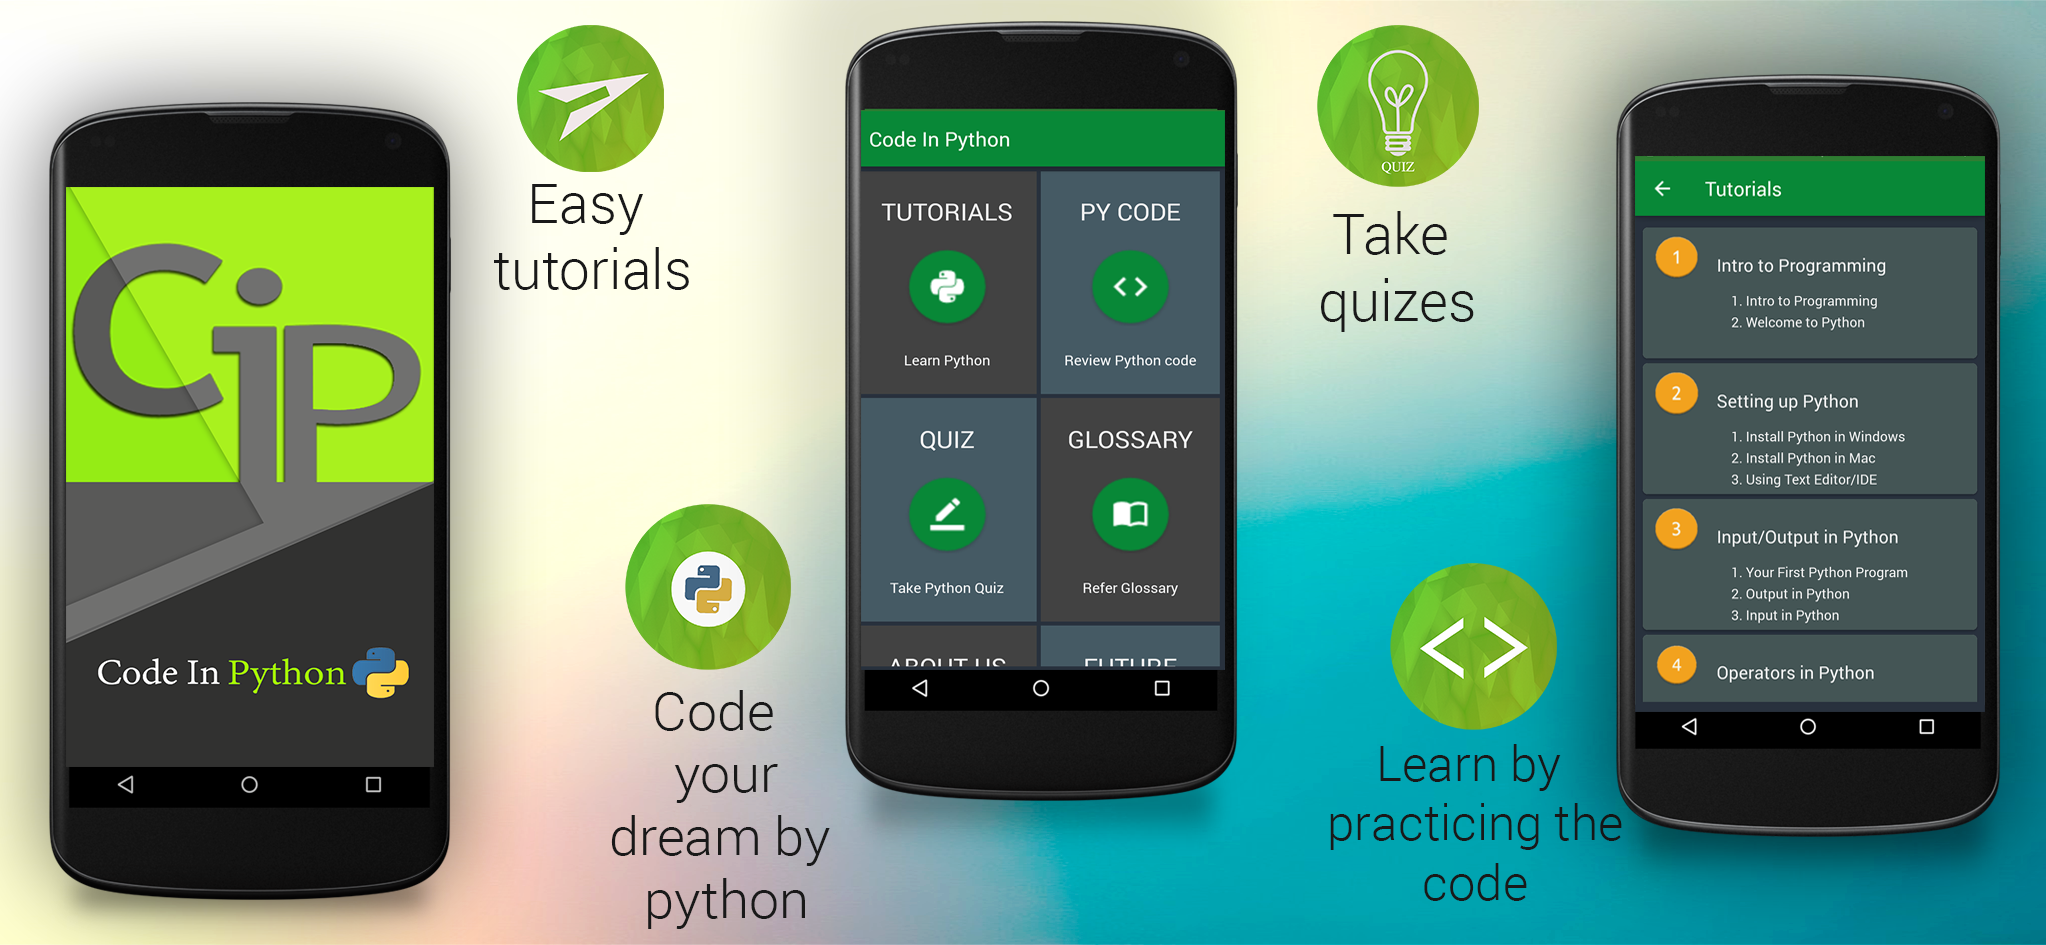 CiP
Code In Python
Easy
tutorials
Code
your
dream by
python
Code In Python
TUTORIALS
Learn Python
PY CODE
Review Python code
QUIZ
Take Python Quiz
GLOSSARY
Refer Glossary
ABOUT US
FUTURE
QUIZ
Take
quizes
Learn by
practicing the
code
Tutorials
1
Intro to Programming
1. Intro to Programming
2. Welcome to Python
2
Setting up Python
1. Install Python in Windows
2. Install Python in Mac
3. Using Text Editor/IDE
3
Input/Output in Python
1. Your First Python Program
2. Output in Python
3. Input in Python
4
Operators in Python